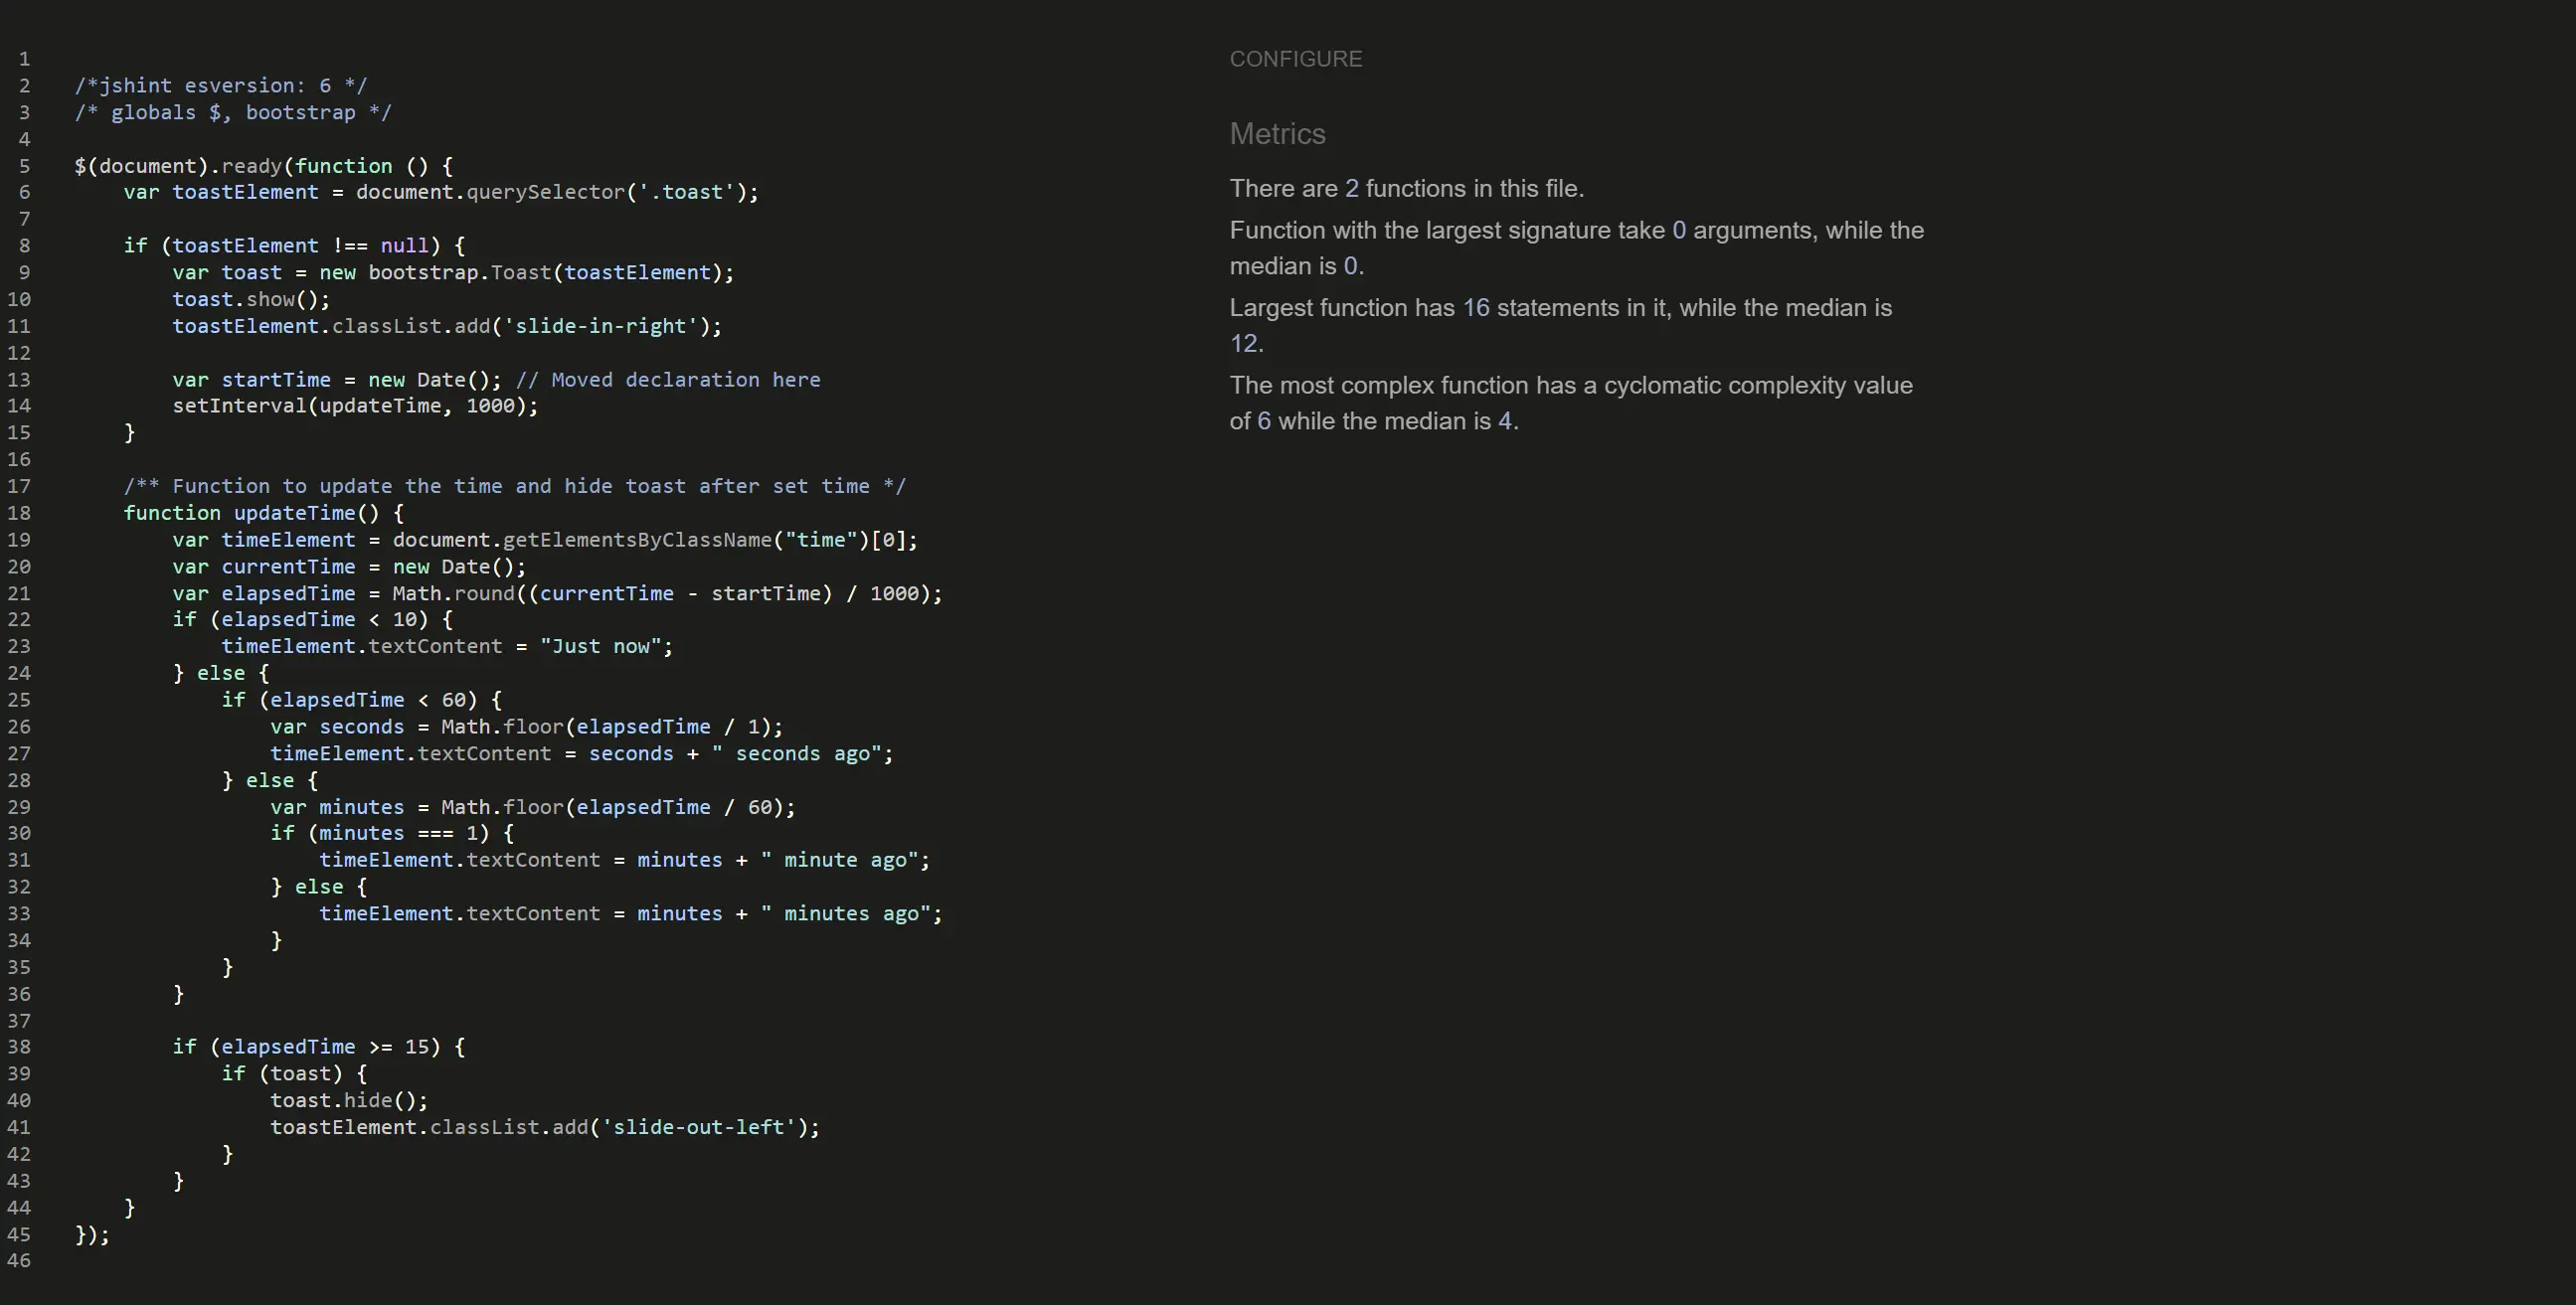 1
2 /*jshint esversion: 6 */
3 /* globals $, bootstrap */
4
5 $(document).ready(function () {
6     var toastElement = document.querySelector('.toast');
7
8     if (toastElement !== null) {
9         var toast = new bootstrap.Toast(toastElement);
10         toast.show();
11         toastElement.classList.add('slide-in-right');
12
13         var startTime = new Date(); // Moved declaration here
14         setInterval(updateTime, 1000);
15     }
16
17     /** Function to update the time and hide toast after set time */
18     function updateTime() {
19         var timeElement = document.getElementsByClassName("time")[0];
20         var currentTime = new Date();
21         var elapsedTime = Math.round((currentTime - startTime) / 1000);
22         if (elapsedTime < 10) {
23             timeElement.textContent = "Just now";
24         } else {
25             if (elapsedTime < 60) {
26                 var seconds = Math.floor(elapsedTime / 1);
27                 timeElement.textContent = seconds + " seconds ago";
28             } else {
29                 var minutes = Math.floor(elapsedTime / 60);
30                 if (minutes === 1) {
31                     timeElement.textContent = minutes + " minute ago";
32                 } else {
33                     timeElement.textContent = minutes + " minutes ago";
34                 }
35             }
36         }
37
38         if (elapsedTime >= 15) {
39             if (toast) {
40                 toast.hide();
41                 toastElement.classList.add('slide-out-left');
42             }
43         }
44     }
45 });
46
CONFIGURE
Metrics
There are 2 functions in this file.
Function with the largest signature take 0 arguments, while the
median is 0.
Largest function has 16 statements in it, while the median is
12.
The most complex function has a cyclomatic complexity value
of 6 while the median is 4.